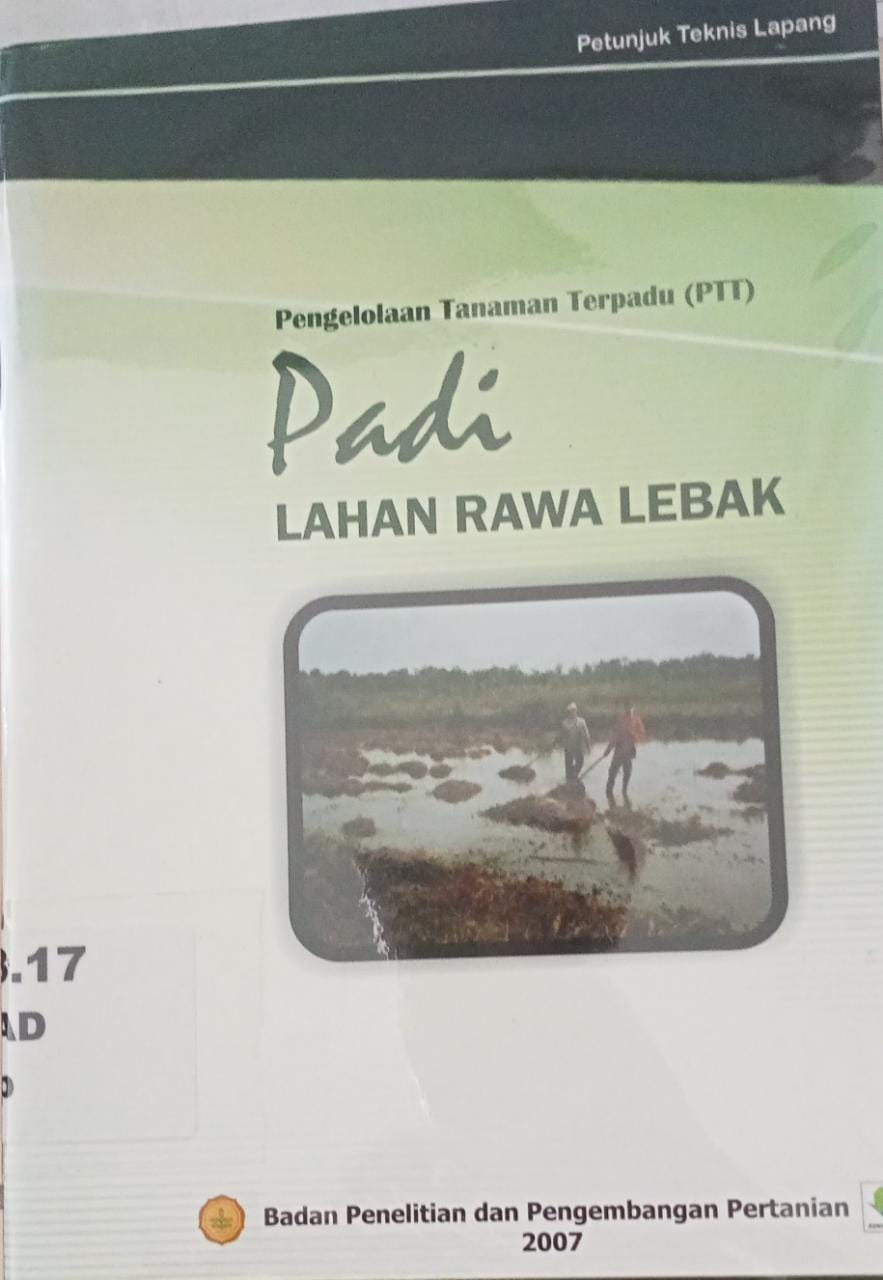 Petunjuk Teknis Lapang
Pengelolaan Tanaman Terpadu (PTT)
Padi
LAHAN RAWA LEBAK
.17
AD
Badan Penelitian dan Pengembangan Pertanian
2007